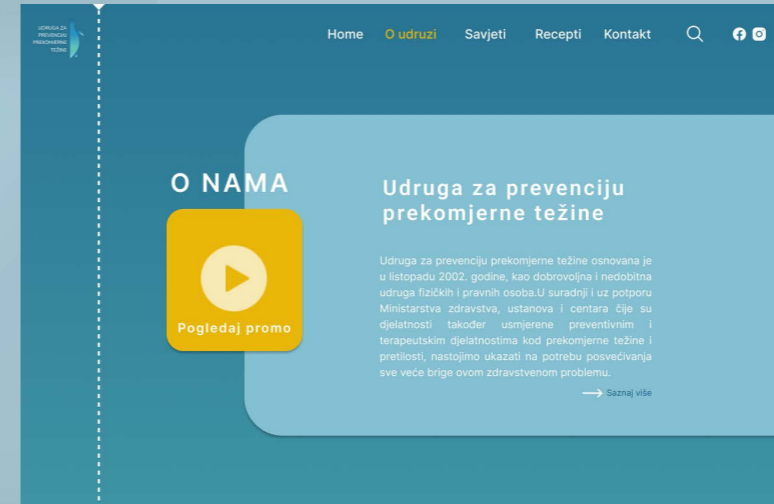 UDRUGA ZA
PREVENCIJU
PREKOMJERNE
TEŽINE
Home O udruzi Savjeti Recepti Kontakt
O NAMA
Pogledaj promo
Udruga za prevenciju
prekomjerne težine
Udruga za prevenciju prekomjerne težine osnovana je
u listopadu 2002. godine, kao dobrovoljna i nedobitna
udruga fizičkih i pravnih osoba.U suradnji i uz potporu
Ministarstva zdravstva, ustanova i centara čije su
djelatnosti također usmjerene preventivnim i
terapeutskim djelatnostima kod prekomjerne težine i
pretilosti, nastojimo ukazati na potrebu posvećivanja
sve veće brige ovom zdravstvenom problemu.
Saznaj više